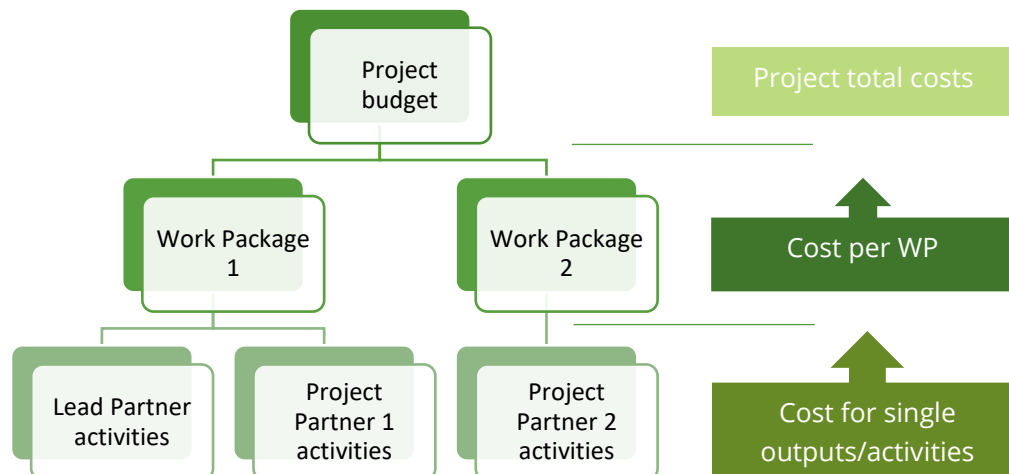 Project
budget
Project total costs
Work Package
1
Work Package
2
Cost per WP
Lead Partner
activities
Project
Partner 1
activities
Project
Partner 2
activities
Cost for single
outputs/activities